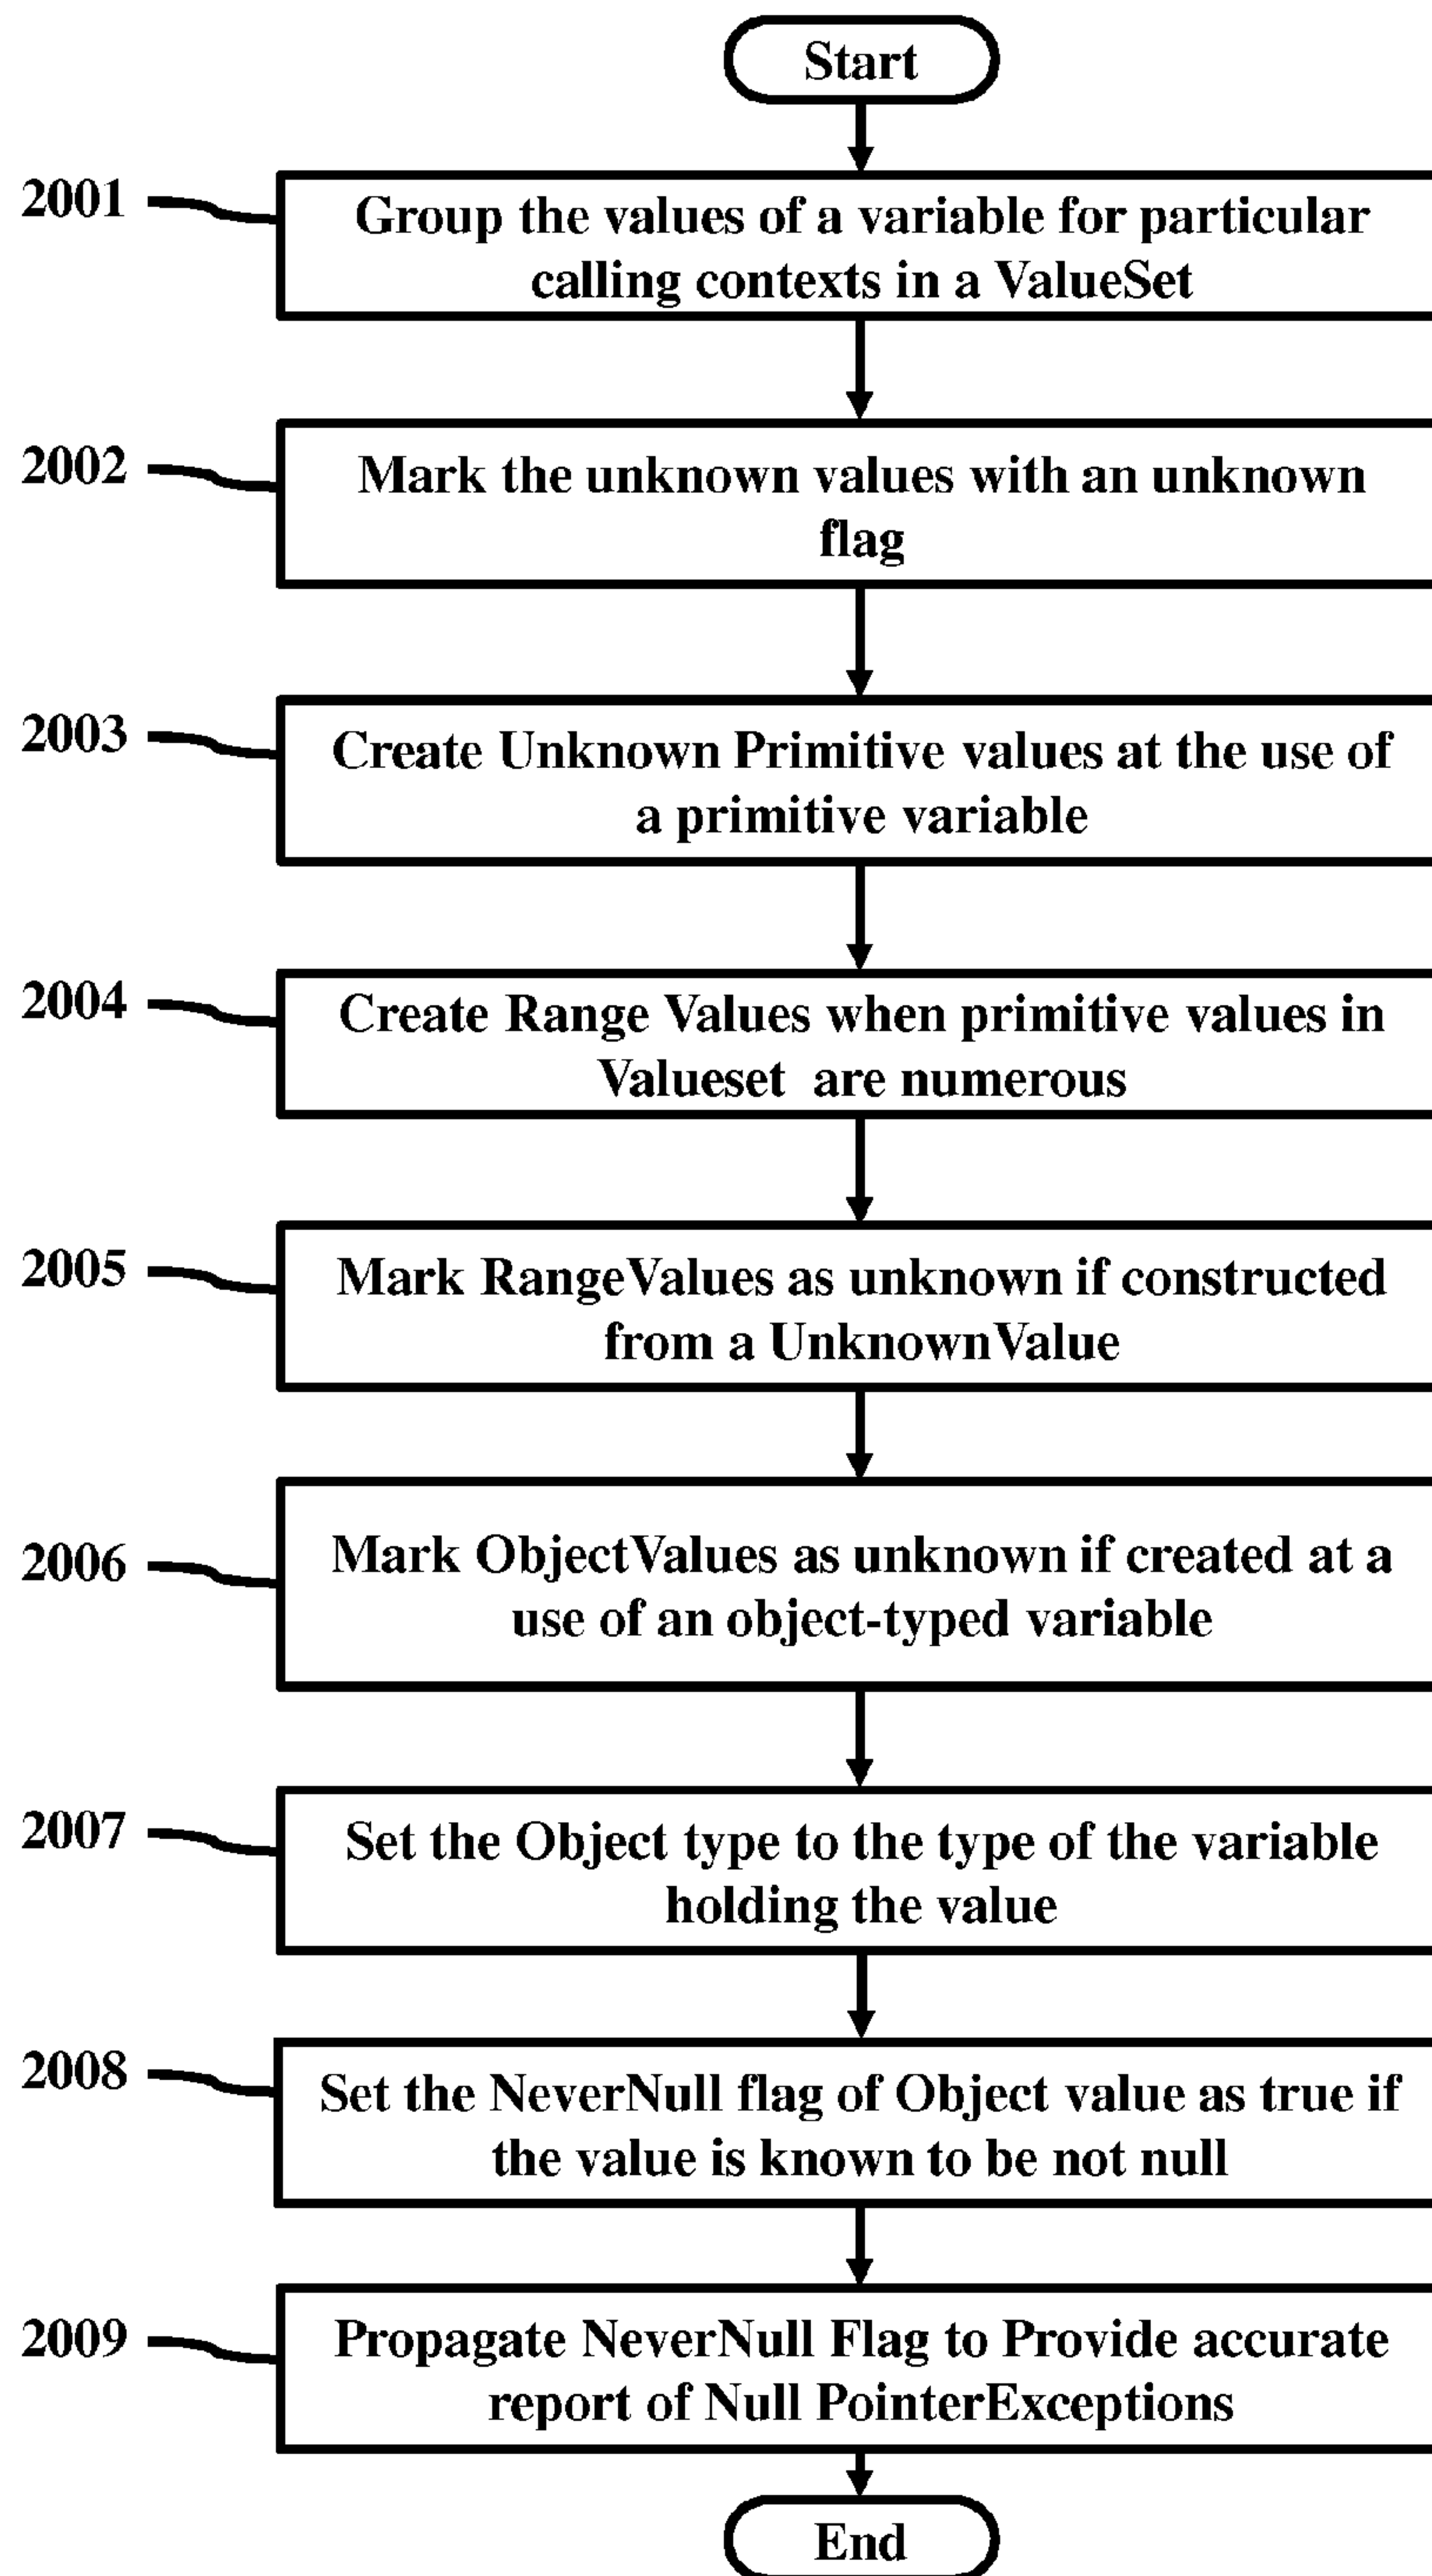 Start
2001
Group the values of a variable for particular
calling contexts in a ValueSet
2002
Mark the unknown values with an unknown
flag
2003
Create Unknown Primitive values at the use of
a primitive variable
2004
Create Range Values when primitive values in
Valueset are numerous
2005
Mark RangeValues as unknown if constructed
from a UnknownValue
2006
Mark ObjectValues as unknown if created at a
use of an object-typed variable
2007
Set the Object type to the type of the variable
holding the value
2008
Set the NeverNull flag of Object value as true if
the value is known to be not null
2009
Propagate NeverNull Flag to Provide accurate
report of Null PointerExceptions
End